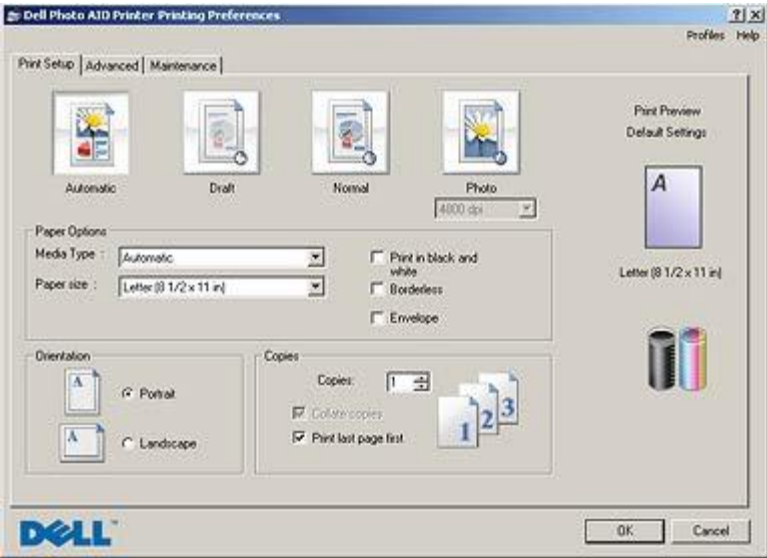 Dell Photo AIO Printer Printing Preferences
Profiles Help
Print Setup Advanced Maintenance
Automatic
Draft
Normal
Photo
4800 dpi
Print Preview
Default Settings
A
Letter (8 1/2 x 11 in)
Paper Options
Media Type : Automatic
Paper size : Letter (8 1/2 x 11 in)
Print in black and
white
Borderless
Envelope
Orientation
A
Portrait
A
Landscape
Copies
Copies: 1
Collate copies
Print last page first
1 2 3
DELL
OK Cancel